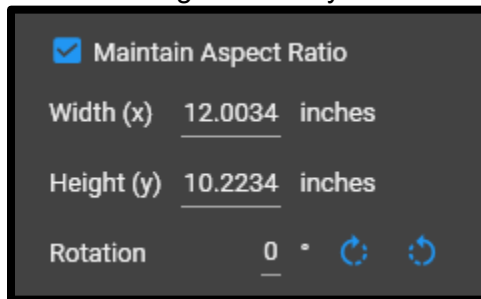 Maintain Aspect Ratio
Width (x) 12.0034 inches
Height (y) 10.2234 inches
Rotation 0 °